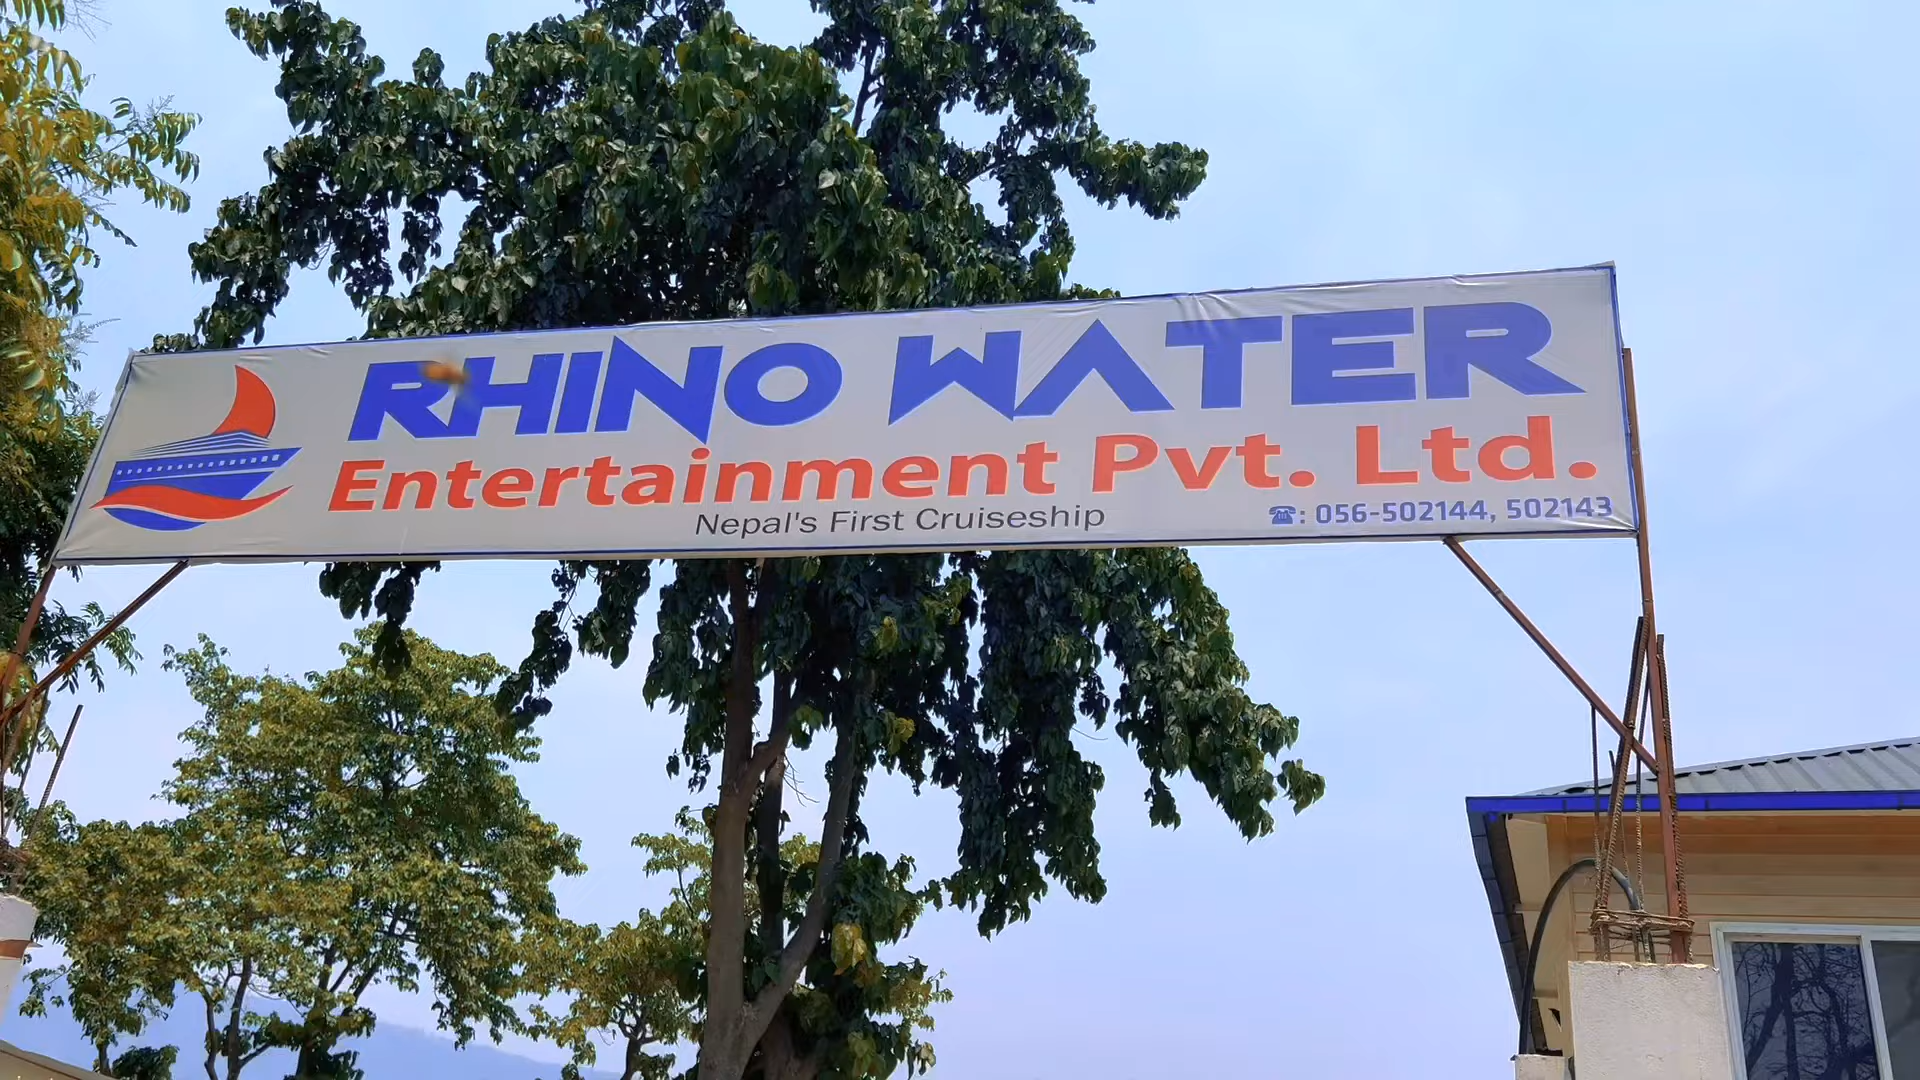 RHINO WATER
Entertainment Pvt. Ltd.
Nepal's First Cruiseship
☎: 056-502144, 502143